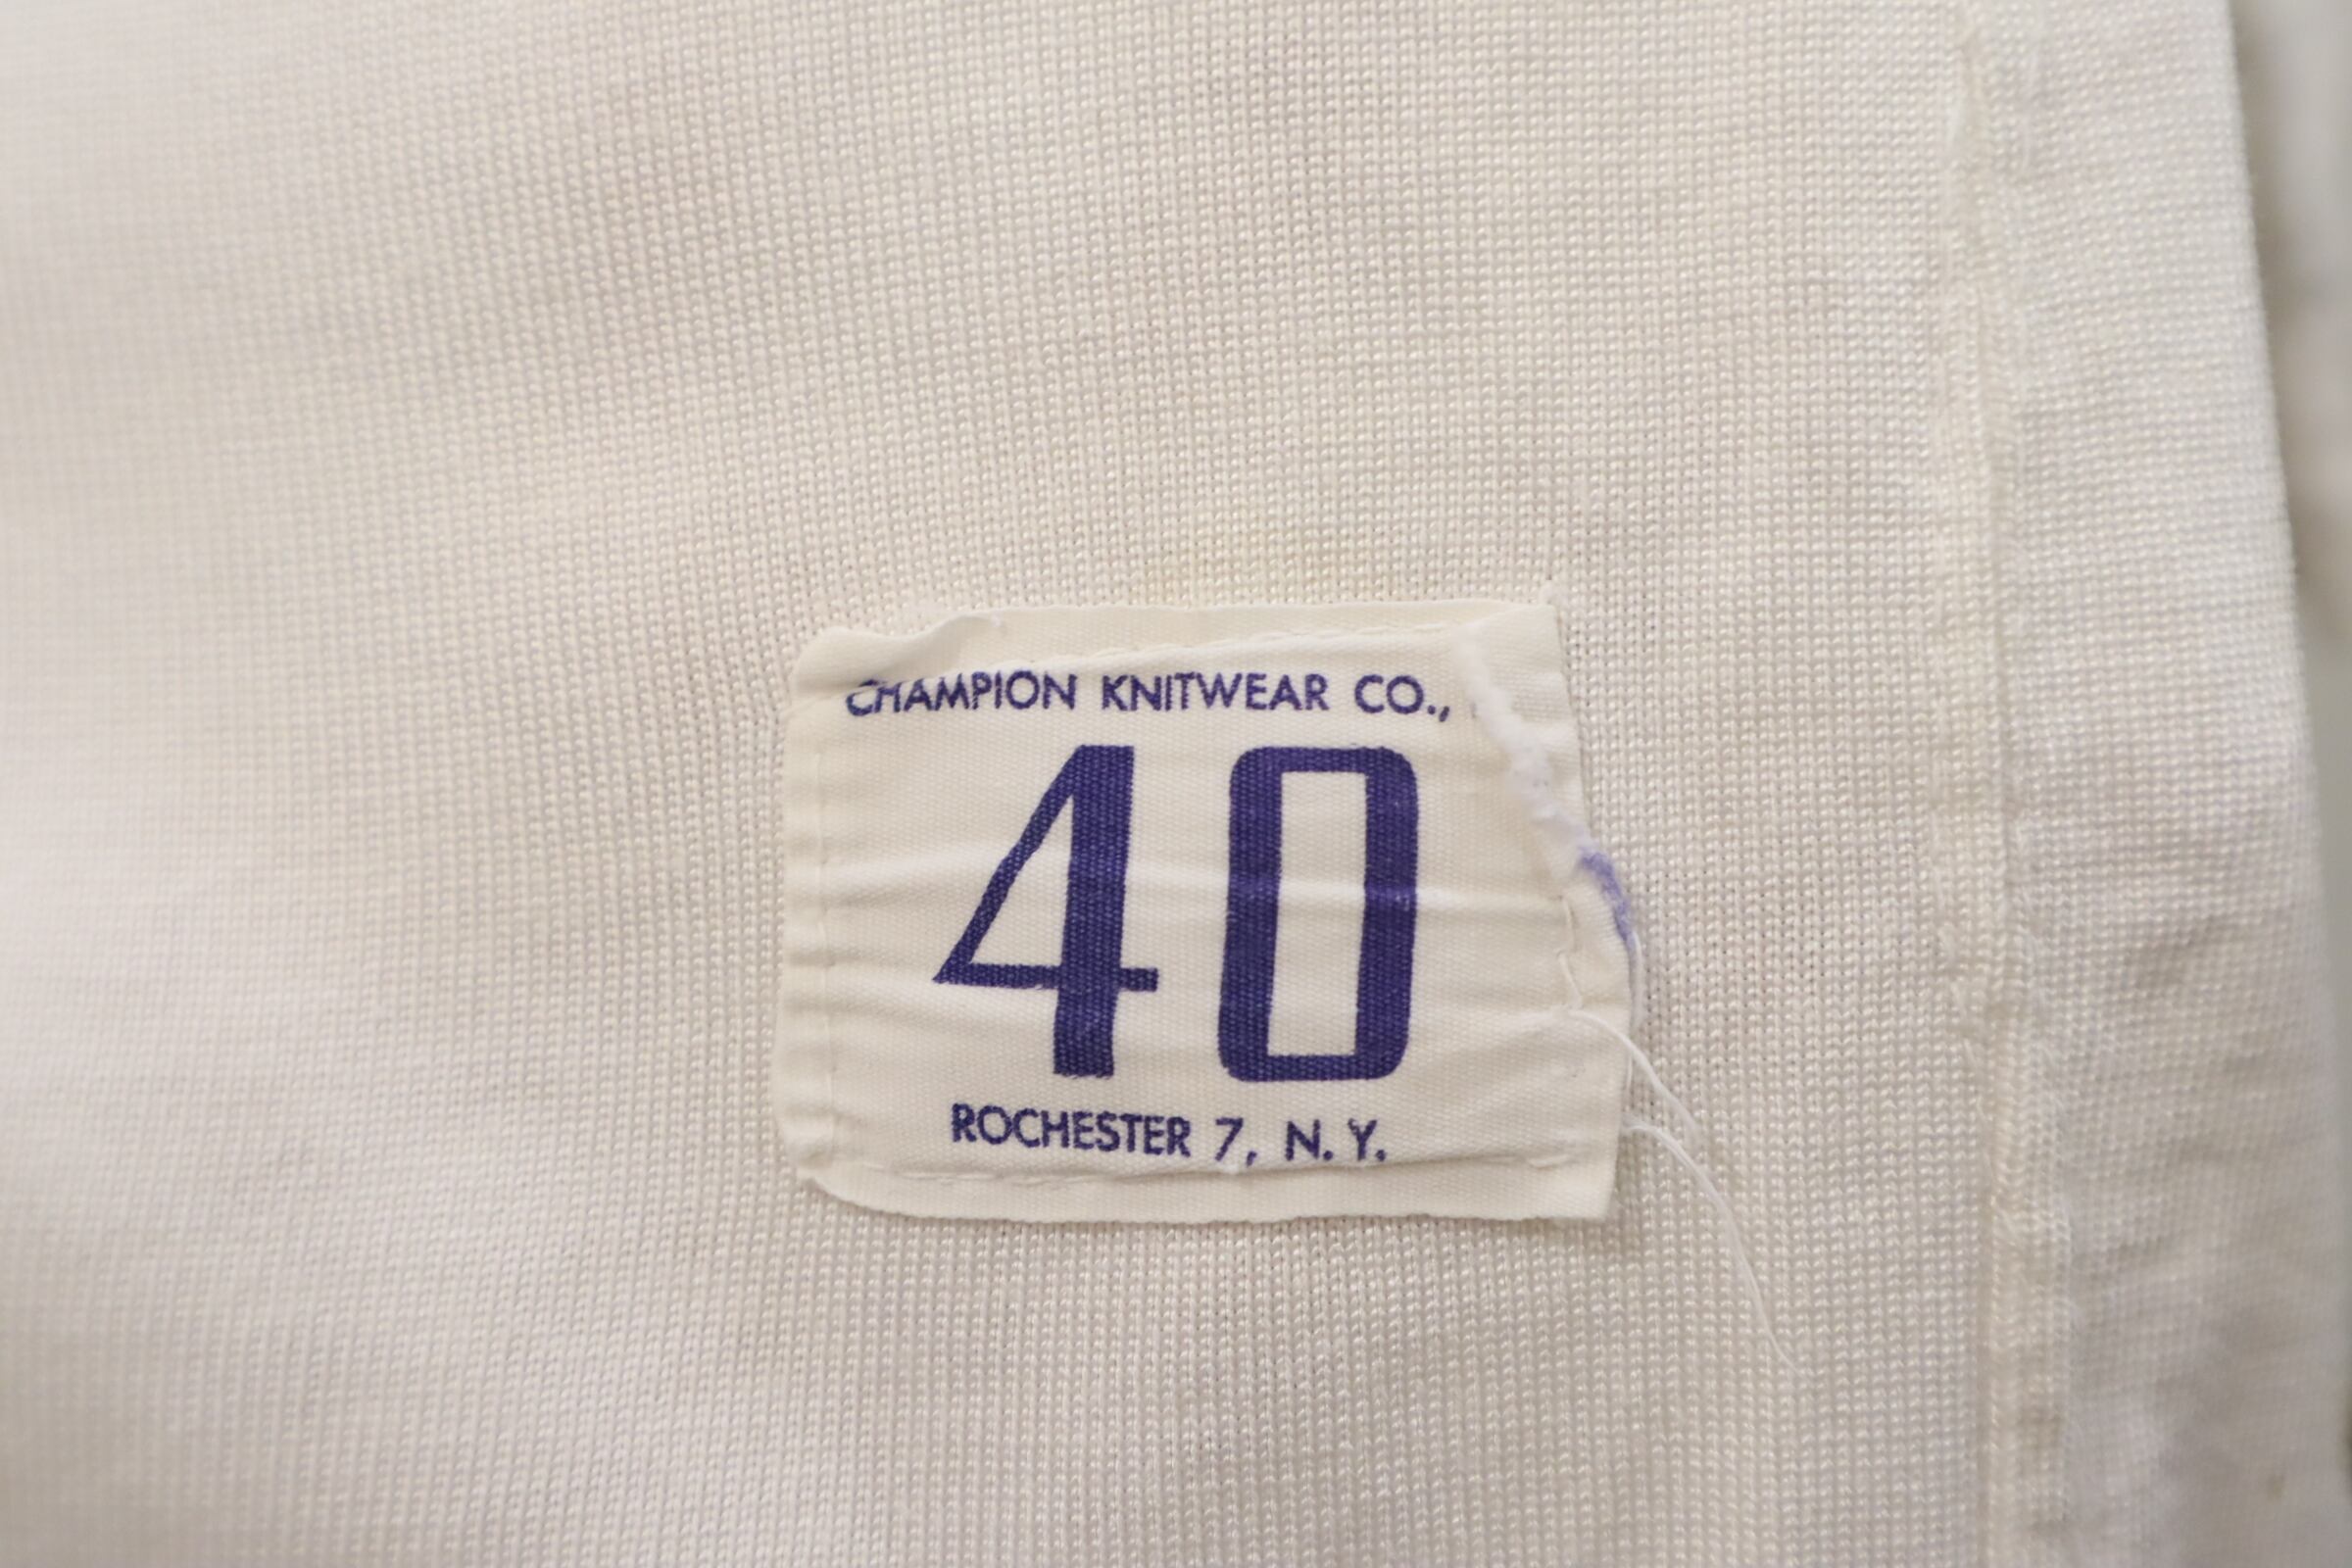 CHAMPION KNITWEAR CO.,
40
ROCHESTER 7, N. Y.